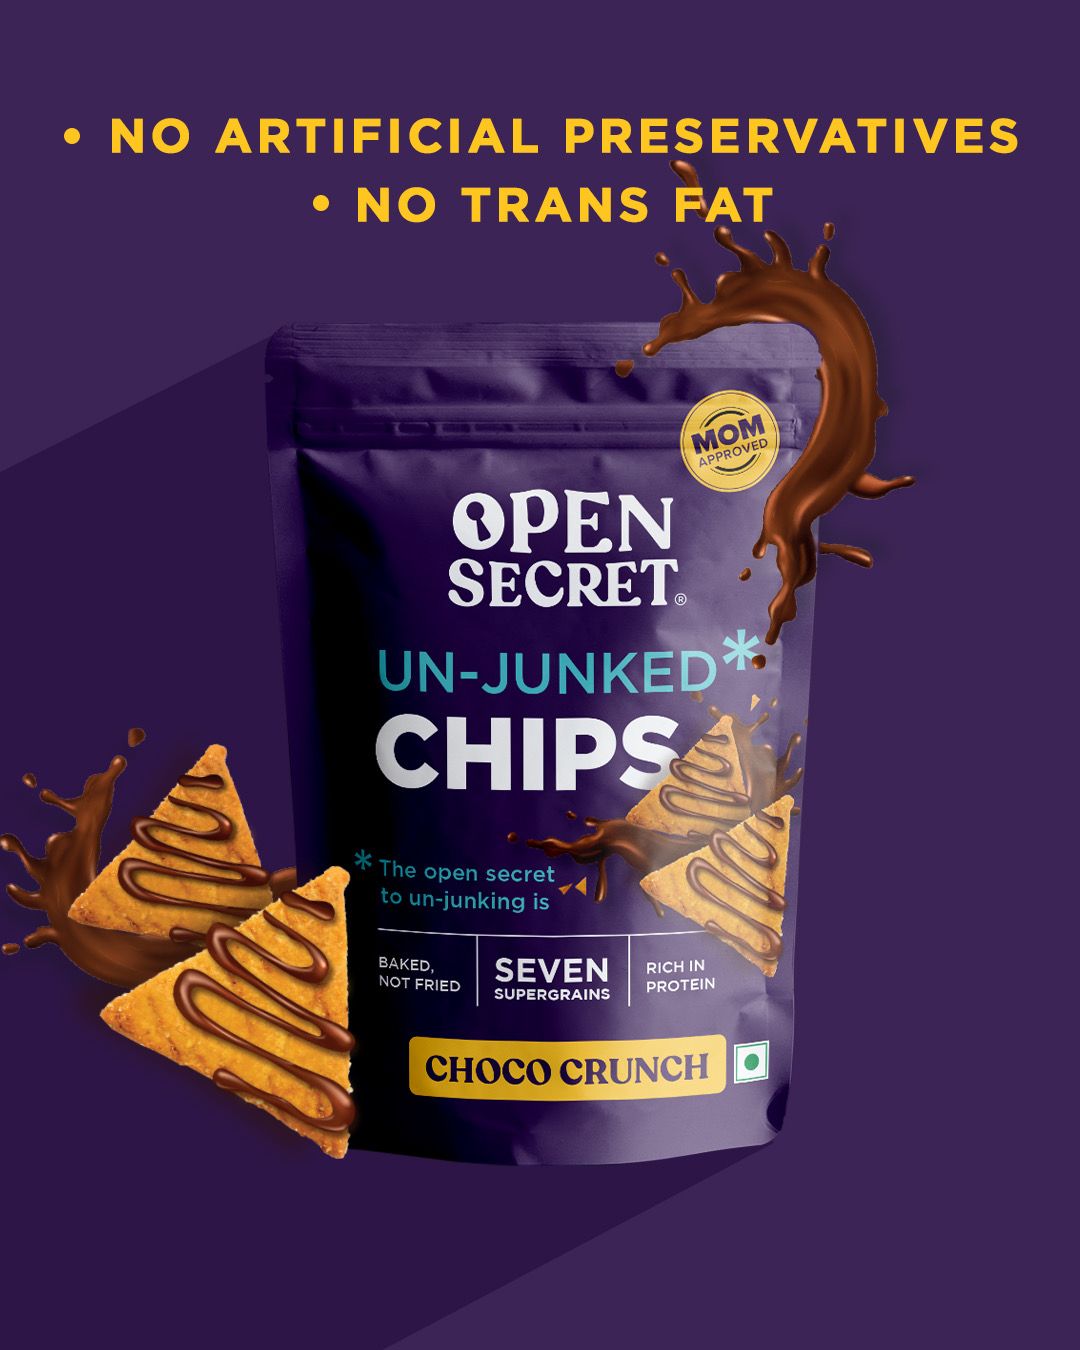 • NO ARTIFICIAL PRESERVATIVES
• NO TRANS FAT
MOM
APPROVED
OPEN
SECRET®
UN-JUNKED*
CHIPS
* The open secret
to un-junking is
BAKED,
NOT FRIED
SEVEN
SUPERGRAINS
RICH IN
PROTEIN
CHOCO CRUNCH